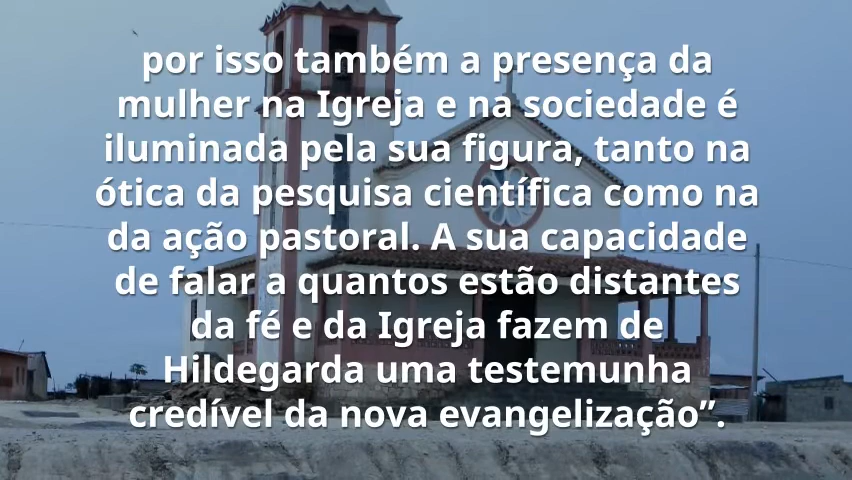 por isso também a presença da
mulher na Igreja e na sociedade é
iluminada pela sua figura, tanto na
ótica da pesquisa científica como na
da ação pastoral. A sua capacidade
de falar a quantos estão distantes
da fé e da Igreja fazem de
Hildegarda uma testemunha
credível da nova evangelização”.